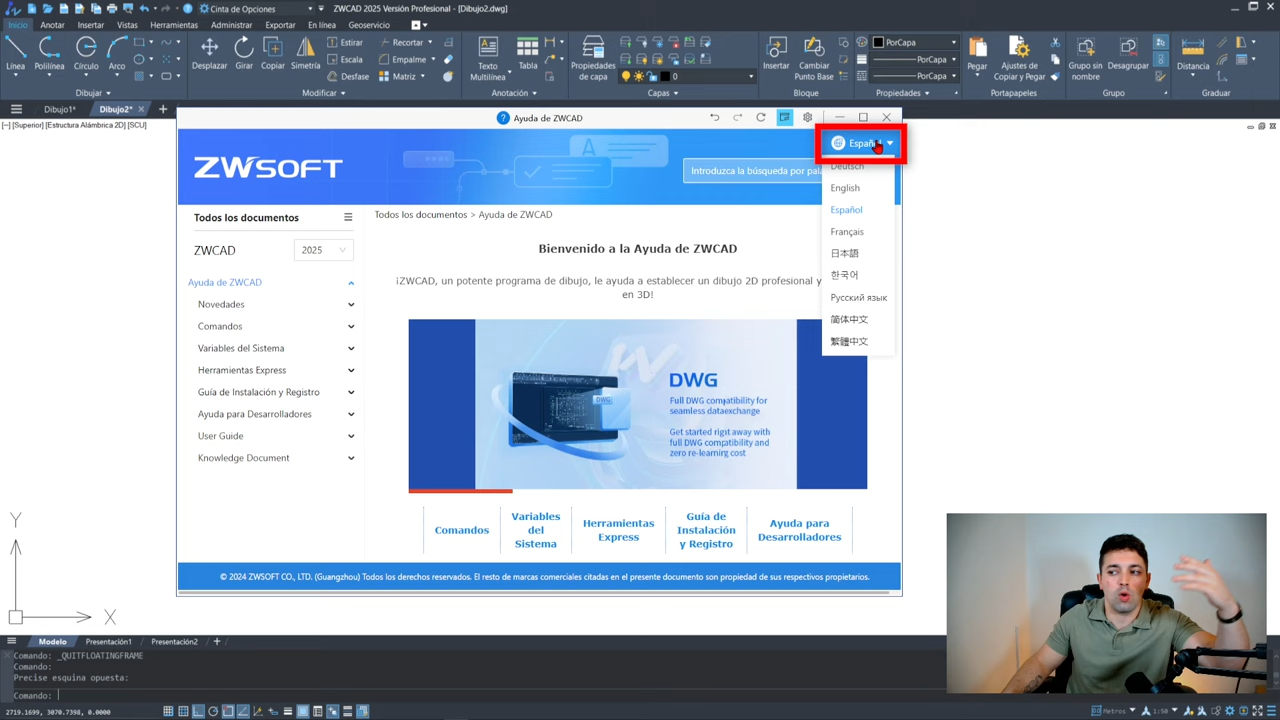 Cinta de Opciones
ZWCAD 2025 Versión Profesional - [Dibujo2.dwg]
Inicio
Anotar
Insertar
Vistas
Herramientas
Administrar
Exportar
En línea
Geoservicio
Línea
Polilínea
Círculo
Arco
Desplazar
Girar
Copiar
Simetría
Estirar
Escala
Desfase
Recortar
Empalme
Matriz
Texto
Multilínea
Tabla
Propiedades
de capa
0
Insertar
Cambiar
Punto Base
PorCapa
PorCapa
PorCapa
Pegar
Ajustes de
Copiar y Pegar
Grupo sin
nombre
Desagrupar
Distancia
Dibujar
Modificar
Anotación
Capas
Bloque
Propiedades
Portapapeles
Grupo
Graduar
Dibujo1*
Dibujo2*
[−] [Superior] [Estructura Alámbrica 2D] [SCU]
Ayuda de ZWCAD
ZWSOFT
Introduzca la búsqueda por
Deutsch
English
Español
Français
日本語
한국어
Русский язык
简体中文
繁體中文
Todos los documentos
ZWCAD
2025
Ayuda de ZWCAD
Novedades
Comandos
Variables del Sistema
Herramientas Express
Guía de Instalación y Registro
Ayuda para Desarrolladores
User Guide
Knowledge Document
Todos los documentos > Ayuda de ZWCAD
Bienvenido a la Ayuda de ZWCAD
¡ZWCAD, un potente programa de dibujo, le ayuda a establecer un dibujo 2D profesional y
en 3D!
DWG
DWG
Full DWG compatibility for
seamless dataexchange
Get started right away with
full DWG compatibility and
zero re-learning cost
Comandos
Variables
del
Sistema
Herramientas
Express
Guía de
Instalación
y Registro
Ayuda para
Desarrolladores
© 2024 ZWSOFT CO., LTD. (Guangzhou) Todos los derechos reservados. El resto de marcas comerciales citadas en el presente documento son propiedad de sus respectivos propietarios.
Y
X
Modelo
Presentación1
Presentación2
Comando: _QUITFLOATINGFRAME
Comando:
Precise esquina opuesta:
Comando:
2719.1699, 3070.7398, 0.0000
Metros
1:50